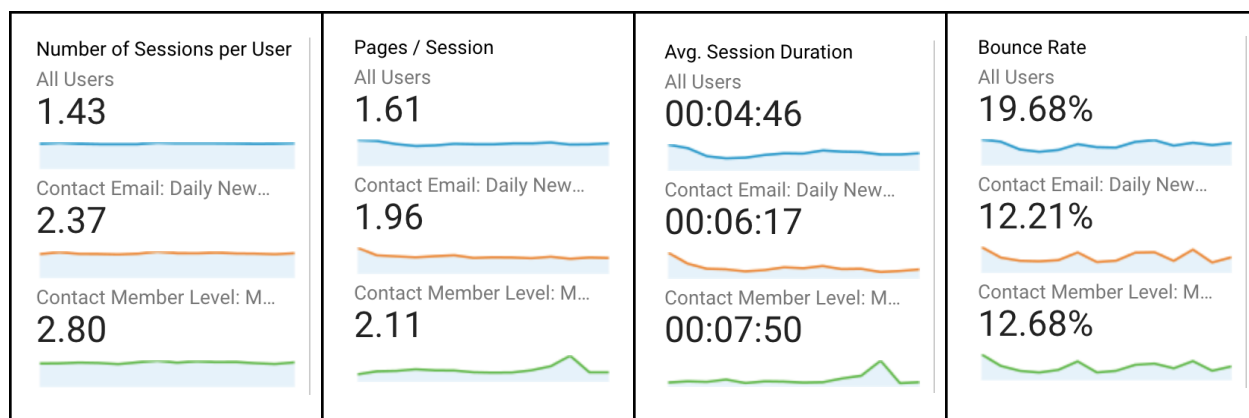 Number of Sessions per User
All Users
1.43
Contact Email: Daily New...
2.37
Contact Member Level: M...
2.80
Pages / Session
All Users
1.61
Contact Email: Daily New...
1.96
Contact Member Level: M...
2.11
Avg. Session Duration
All Users
00:04:46
Contact Email: Daily New...
00:06:17
Contact Member Level: M...
00:07:50
Bounce Rate
All Users
19.68%
Contact Email: Daily New...
12.21%
Contact Member Level: M...
12.68%